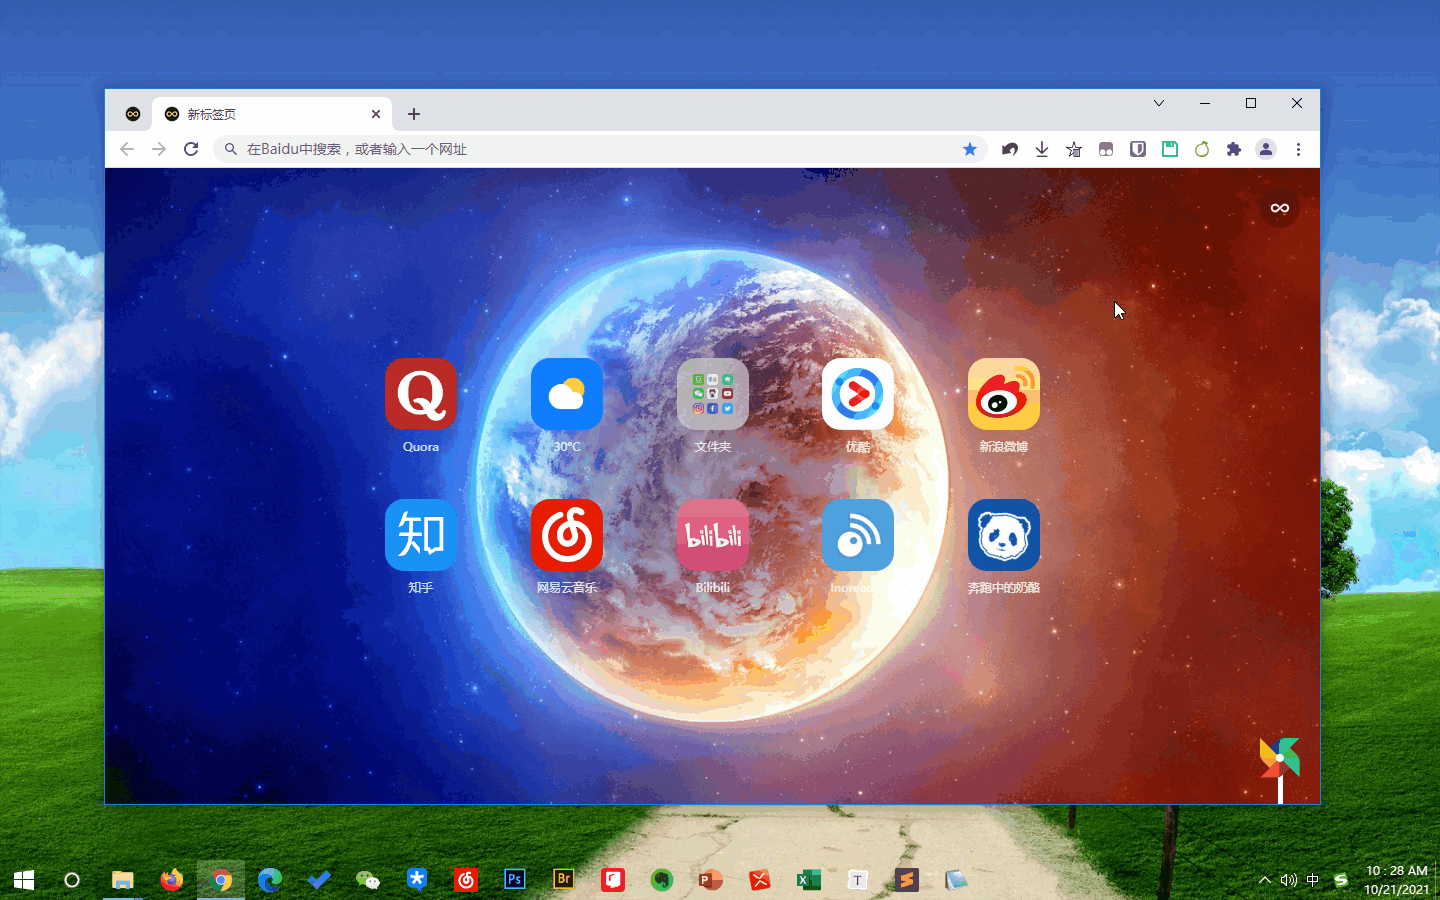 新标签页
在Baidu中搜索，或者输入一个网址
Quora
30°C
文件夹
优酷
新浪微博
知
bilibili
知乎
网易云音乐
Bilibili
奔跑中的奶酪
Ps
Br
T
中
10 : 28 AM
10/21/2021